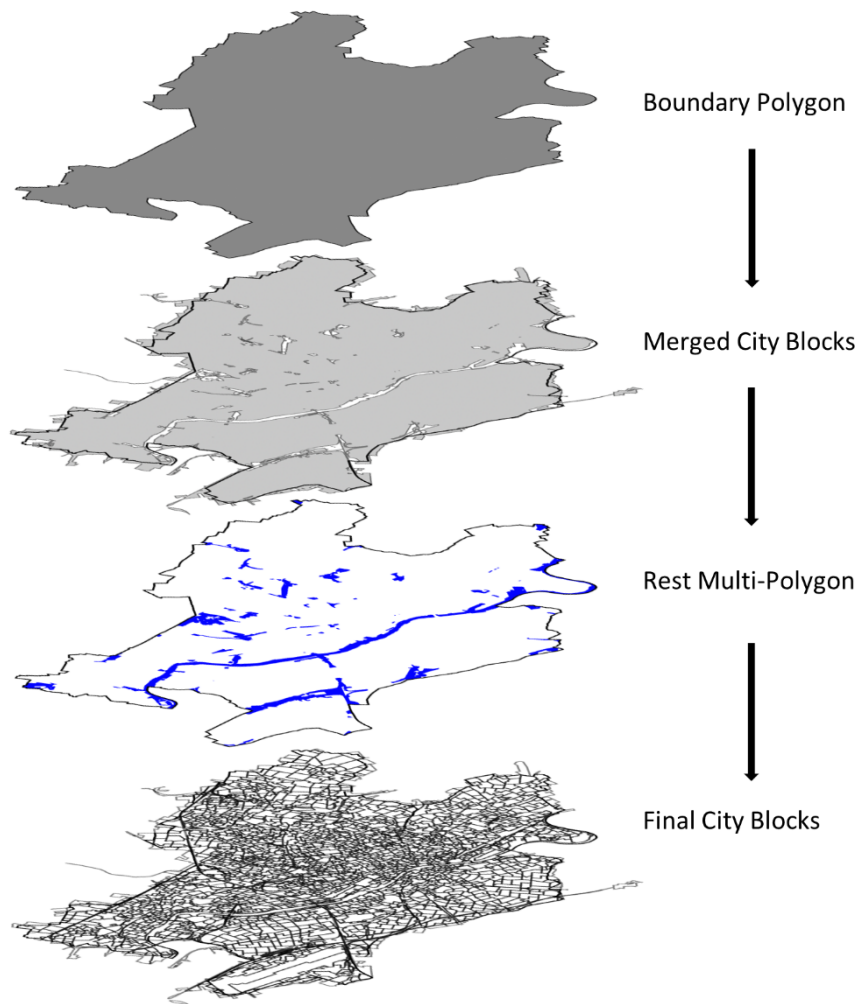 Boundary Polygon
Merged City Blocks
Rest Multi-Polygon
Final City Blocks